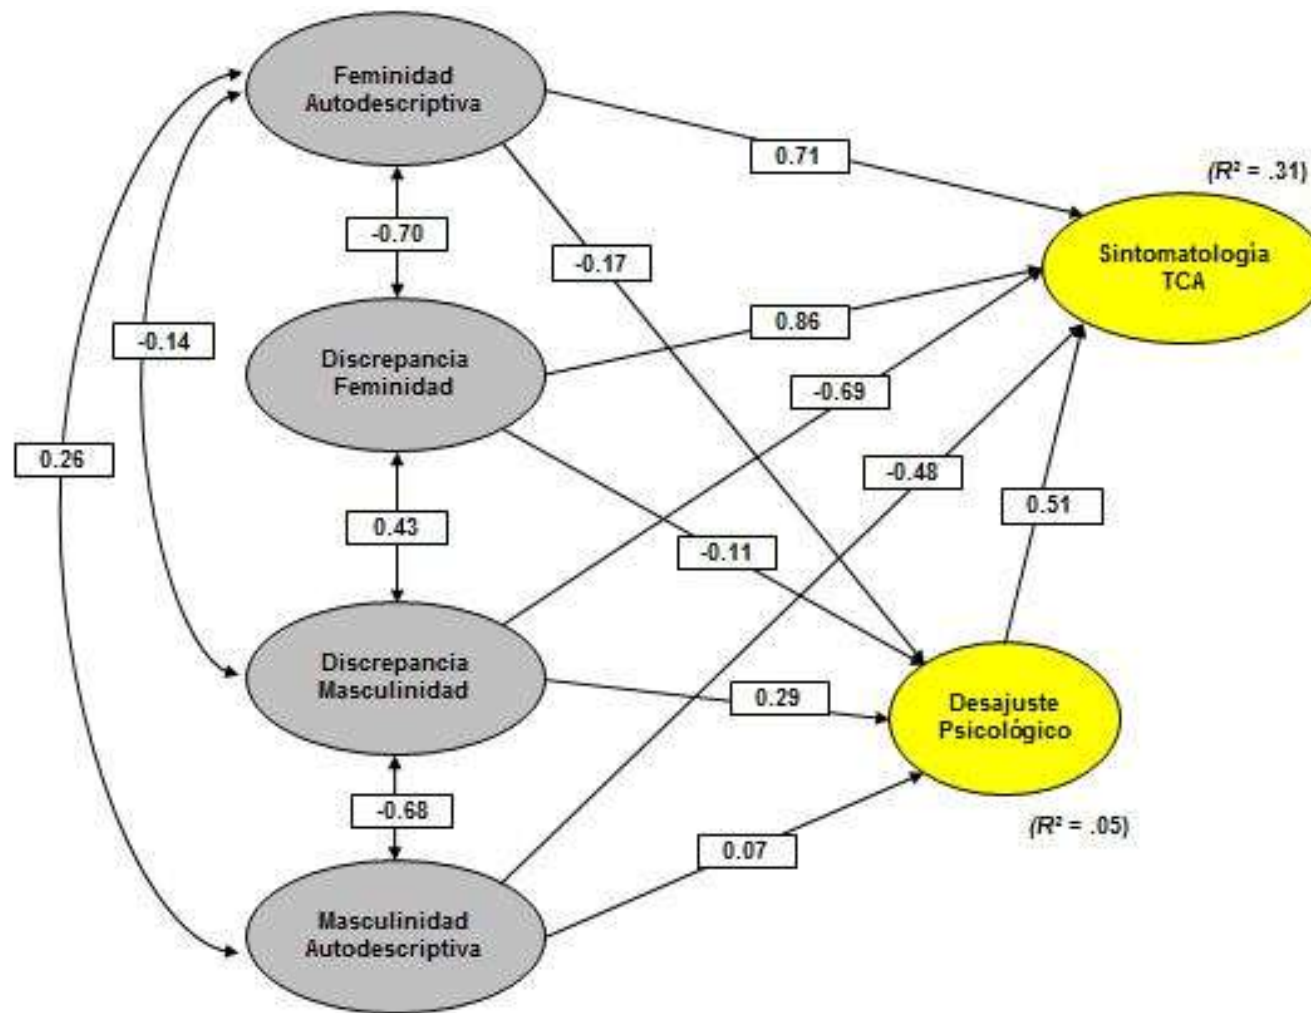 Feminidad
Autodescriptiva
0.71
(R² = .31)
-0.70
-0.17
Sintomatología
TCA
0.86
-0.14
Discrepancia
Feminidad
-0.69
0.26
-0.48
0.51
0.43
-0.11
Discrepancia
Masculinidad
0.29
Desajuste
Psicológico
-0.68
(R² = .05)
0.07
Masculinidad
Autodescriptiva